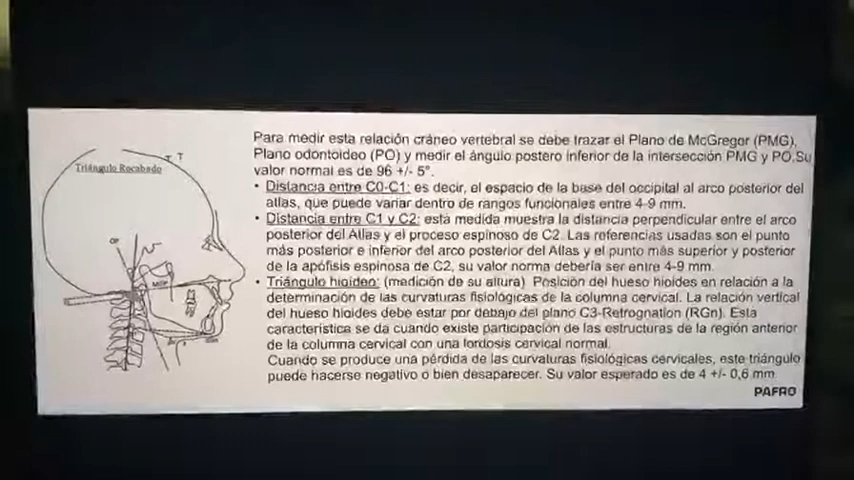 Triángulo Rocabado
Para medir esta relación cráneo vertebral se debe trazar el Plano de McGregor (PMG),
Plano odontoideo (PO) y medir el ángulo postero inferior de la intersección PMG y PO.Su
valor normal es de 96 +/- 5°.
• Distancia entre C0-C1: es decir, el espacio de la base del occipital al arco posterior del
atlas, que puede variar dentro de rangos funcionales entre 4-9 mm.
• Distancia entre C1 y C2: esta medida muestra la distancia perpendicular entre el arco
posterior del Atlas y el proceso espinoso de C2. Las referencias usadas son el punto
más posterior e inferior del arco posterior del Atlas y el punto más superior y posterior
de la apófisis espinosa de C2, su valor norma debería ser entre 4-9 mm.
• Triángulo hioideo: (medición de su altura) Posición del hueso hioides en relación a la
determinación de las curvaturas fisiológicas de la columna cervical. La relación vertical
del hueso hioides debe estar por debajo del plano C3-Retrognation (RGn). Esta
característica se da cuando existe participación de las estructuras de la región anterior
de la columna cervical con una lordosis cervical normal.
Cuando se produce una pérdida de las curvaturas fisiológicas cervicales, este triángulo
puede hacerse negativo o bien desaparecer. Su valor esperado es de 4 +/- 0,6 mm
PAFRO